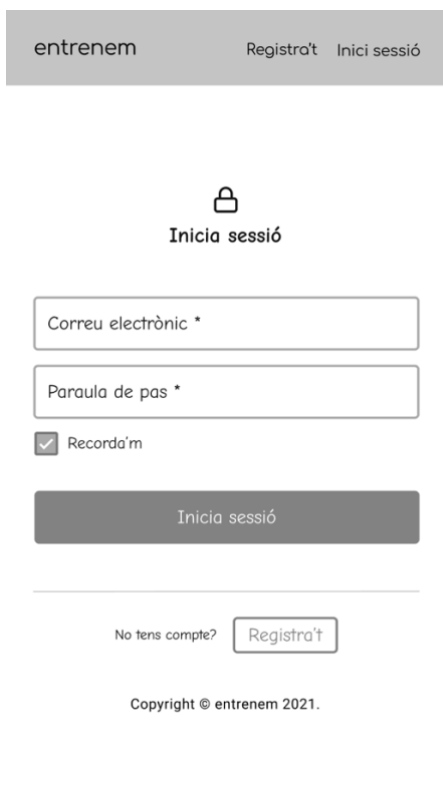 entrenem Registra't Inici sessió
Inicia sessió
Correu electrònic *
Paraula de pas *
Recorda'm
Inicia sessió
No tens compte? Registra't
Copyright © entrenem 2021.